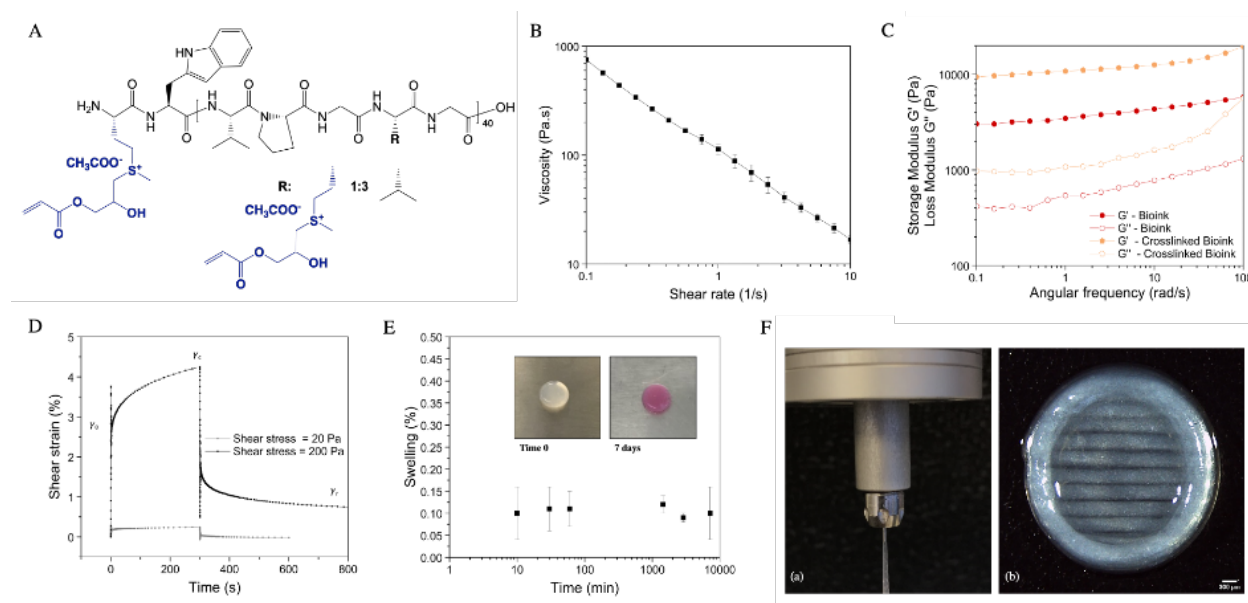 A
H
N
O
O
O
O
O
H₂N
N
H
N
H
N
H
N
H
N
N
H
OH
40
O
O
R
CH₃COO⁻
S⁺
O
OH
O
R:
1:3
CH₃COO⁻
S⁺
O
OH
O
B
1000
100
10
0.1
1
10
Viscosity (Pa.s)
Shear rate (1/s)
C
10000
1000
100
0.1
1
10
100
Storage Modulus G' (Pa)
Loss Modulus G'' (Pa)
G' - Bioink
G'' - Bioink
G' - Crosslinked Bioink
G'' - Crosslinked Bioink
Angular frequency (rad/s)
D
5
4
3
2
1
0
0
200
400
600
800
γ₀
γc
γr
Shear stress = 20 Pa
Shear stress = 200 Pa
Shear strain (%)
Time (s)
E
0.50
0.45
0.40
0.35
0.30
0.25
0.20
0.15
0.10
0.05
0.00
1
10
100
1000
10000
Time 0
7 days
Swelling (%)
Time (min)
F
(a)
(b)
300 μm